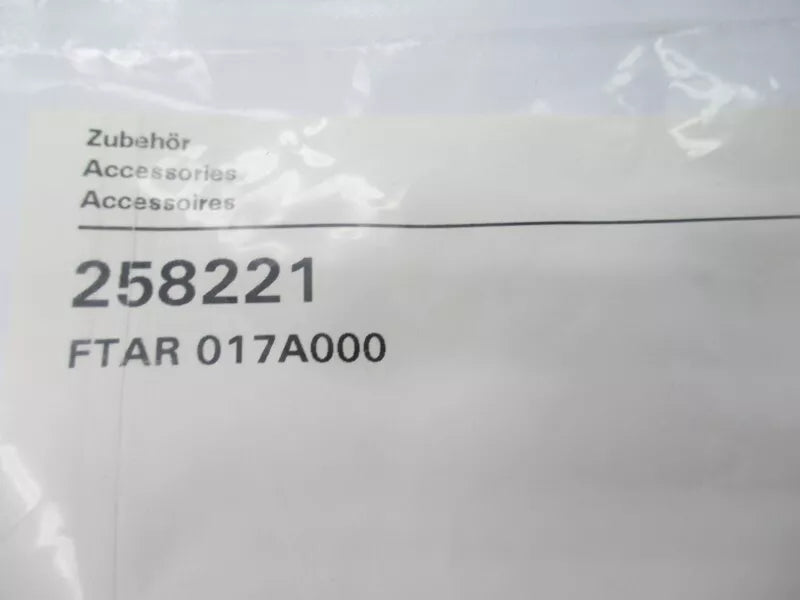 Zubehör
Accessories
Accessoires
258221
FTAR 017A000